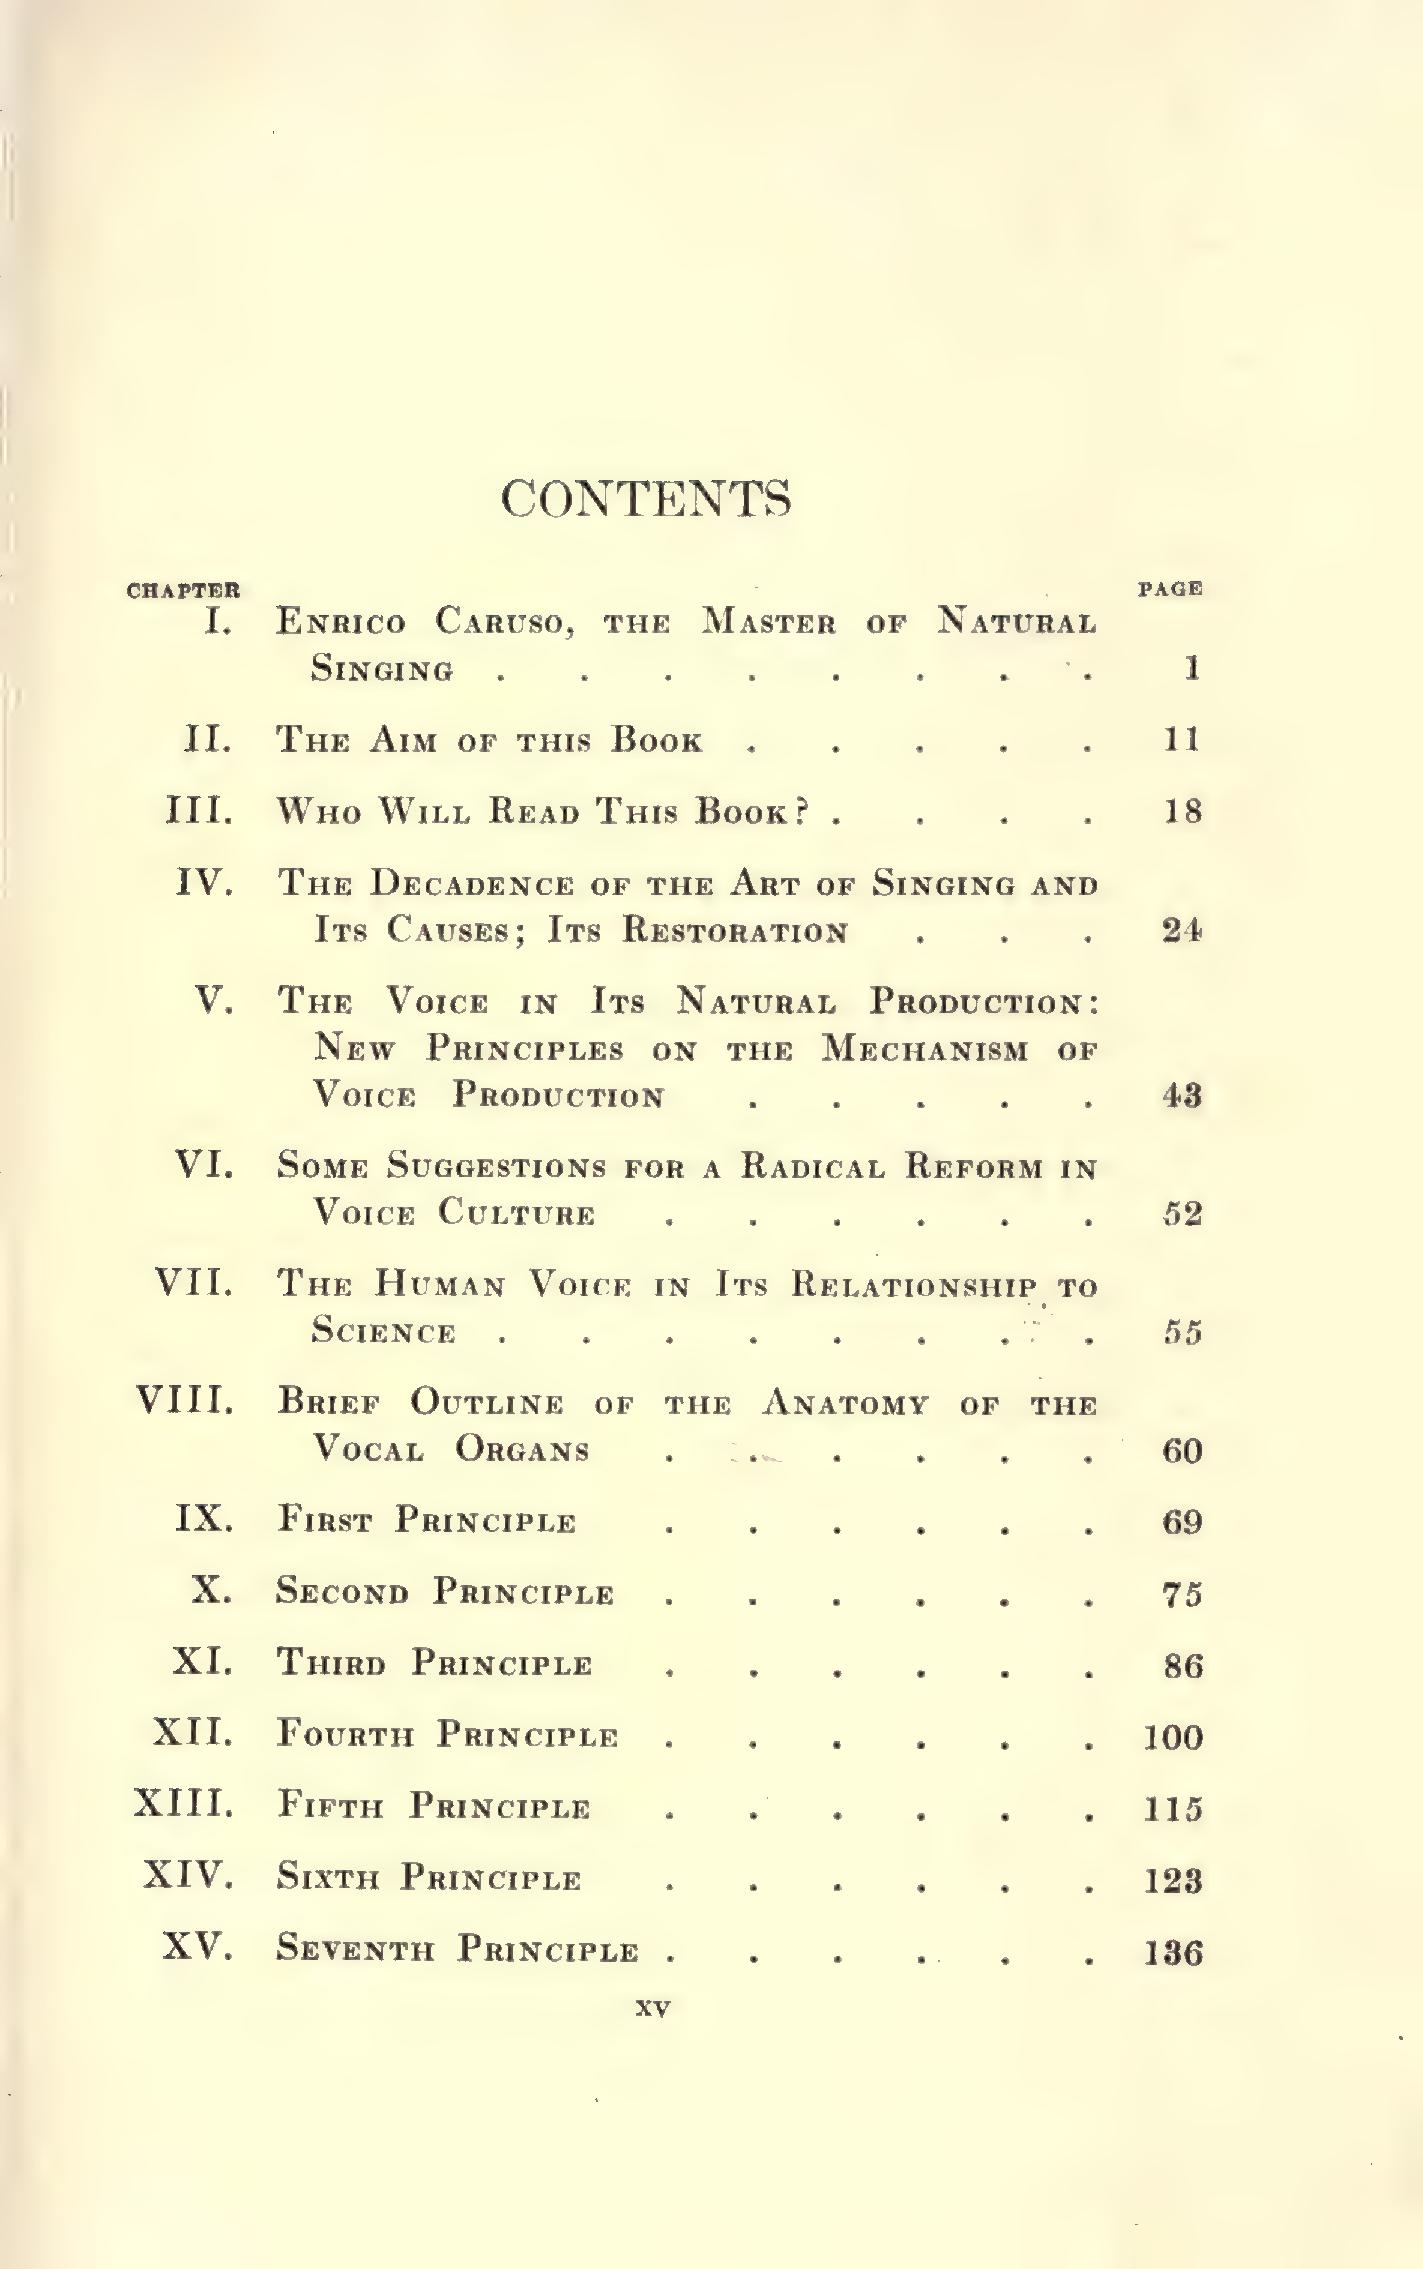 CONTENTS
CHAPTER PAGE
I. ENRICO CARUSO, THE MASTER OF NATURAL
SINGING . . . . . . . . 1
II. THE AIM OF THIS BOOK . . . . . 11
III. WHO WILL READ THIS BOOK? . . . . 18
IV. THE DECADENCE OF THE ART OF SINGING AND
ITS CAUSES; ITS RESTORATION . . . 24
V. THE VOICE IN ITS NATURAL PRODUCTION:
NEW PRINCIPLES ON THE MECHANISM OF
VOICE PRODUCTION . . . . . 43
VI. SOME SUGGESTIONS FOR A RADICAL REFORM IN
VOICE CULTURE . . . . . . 52
VII. THE HUMAN VOICE IN ITS RELATIONSHIP TO
SCIENCE . . . . . . . . 55
VIII. BRIEF OUTLINE OF THE ANATOMY OF THE
VOCAL ORGANS . . . . . . 60
IX. FIRST PRINCIPLE . . . . . . 69
X. SECOND PRINCIPLE . . . . . . 75
XI. THIRD PRINCIPLE . . . . . . 86
XII. FOURTH PRINCIPLE . . . . . . 100
XIII. FIFTH PRINCIPLE . . . . . . 115
XIV. SIXTH PRINCIPLE . . . . . . 123
XV. SEVENTH PRINCIPLE . . . . . . 136
xv